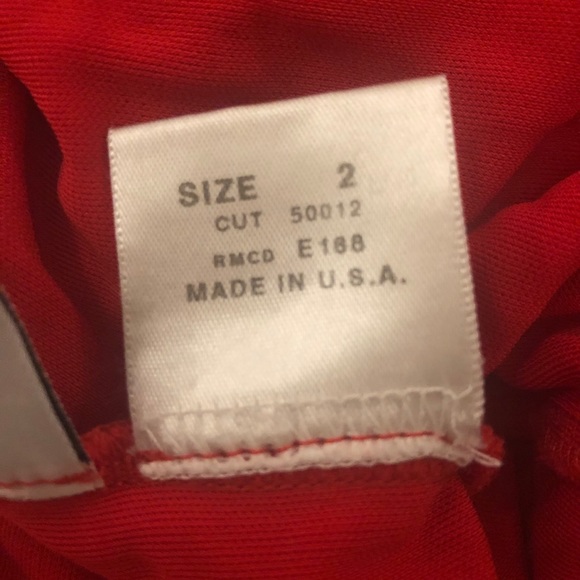 SIZE 2
CUT 50012
RMCD E168
MADE IN U.S.A.